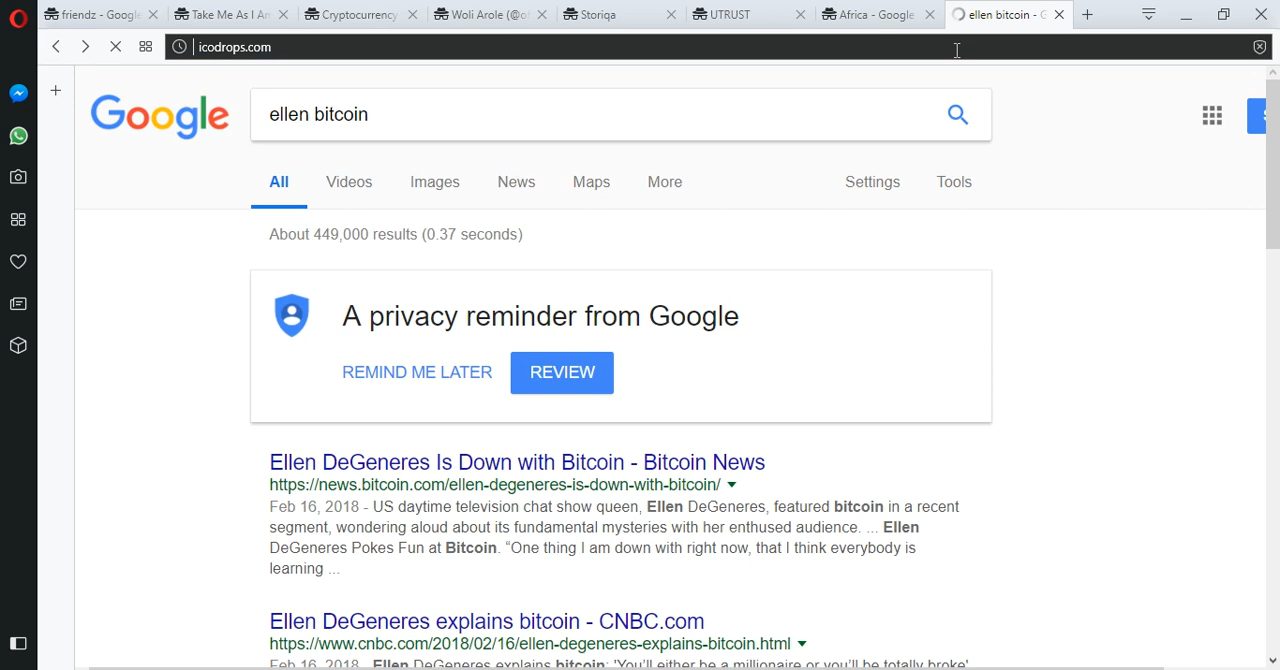 friendz - Google
Take Me As I Am
Cryptocurrency
Woli Arole (@of
Storiqa
UTRUST
Africa - Google
ellen bitcoin - G
icodrops.com
Google
ellen bitcoin
All Videos Images News Maps More Settings Tools
About 449,000 results (0.37 seconds)
A privacy reminder from Google
REMIND ME LATER REVIEW
Ellen DeGeneres Is Down with Bitcoin - Bitcoin News
https://news.bitcoin.com/ellen-degeneres-is-down-with-bitcoin/
Feb 16, 2018 - US daytime television chat show queen, Ellen DeGeneres, featured bitcoin in a recent
segment, wondering aloud about its fundamental mysteries with her enthused audience. ... Ellen
DeGeneres Pokes Fun at Bitcoin. “One thing I am down with right now, that I think everybody is
learning ...
Ellen DeGeneres explains bitcoin - CNBC.com
https://www.cnbc.com/2018/02/16/ellen-degeneres-explains-bitcoin.html
Feb 16, 2018 - Ellen DeGeneres explains bitcoin: 'You'll either be a millionaire or you'll be totally broke'